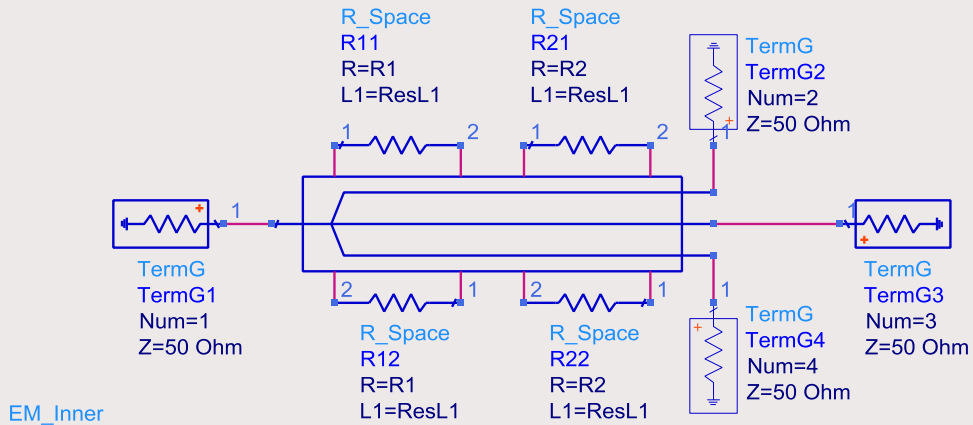 R_Space
R11
R=R1
L1=ResL1
R_Space
R21
R=R2
L1=ResL1
TermG
TermG2
Num=2
Z=50 Ohm
1
2
1
2
1
1
1
TermG
TermG1
Num=1
Z=50 Ohm
TermG
TermG3
Num=3
Z=50 Ohm
2
1
2
1
1
R_Space
R12
R=R1
L1=ResL1
R_Space
R22
R=R2
L1=ResL1
TermG
TermG4
Num=4
Z=50 Ohm
EM_Inner